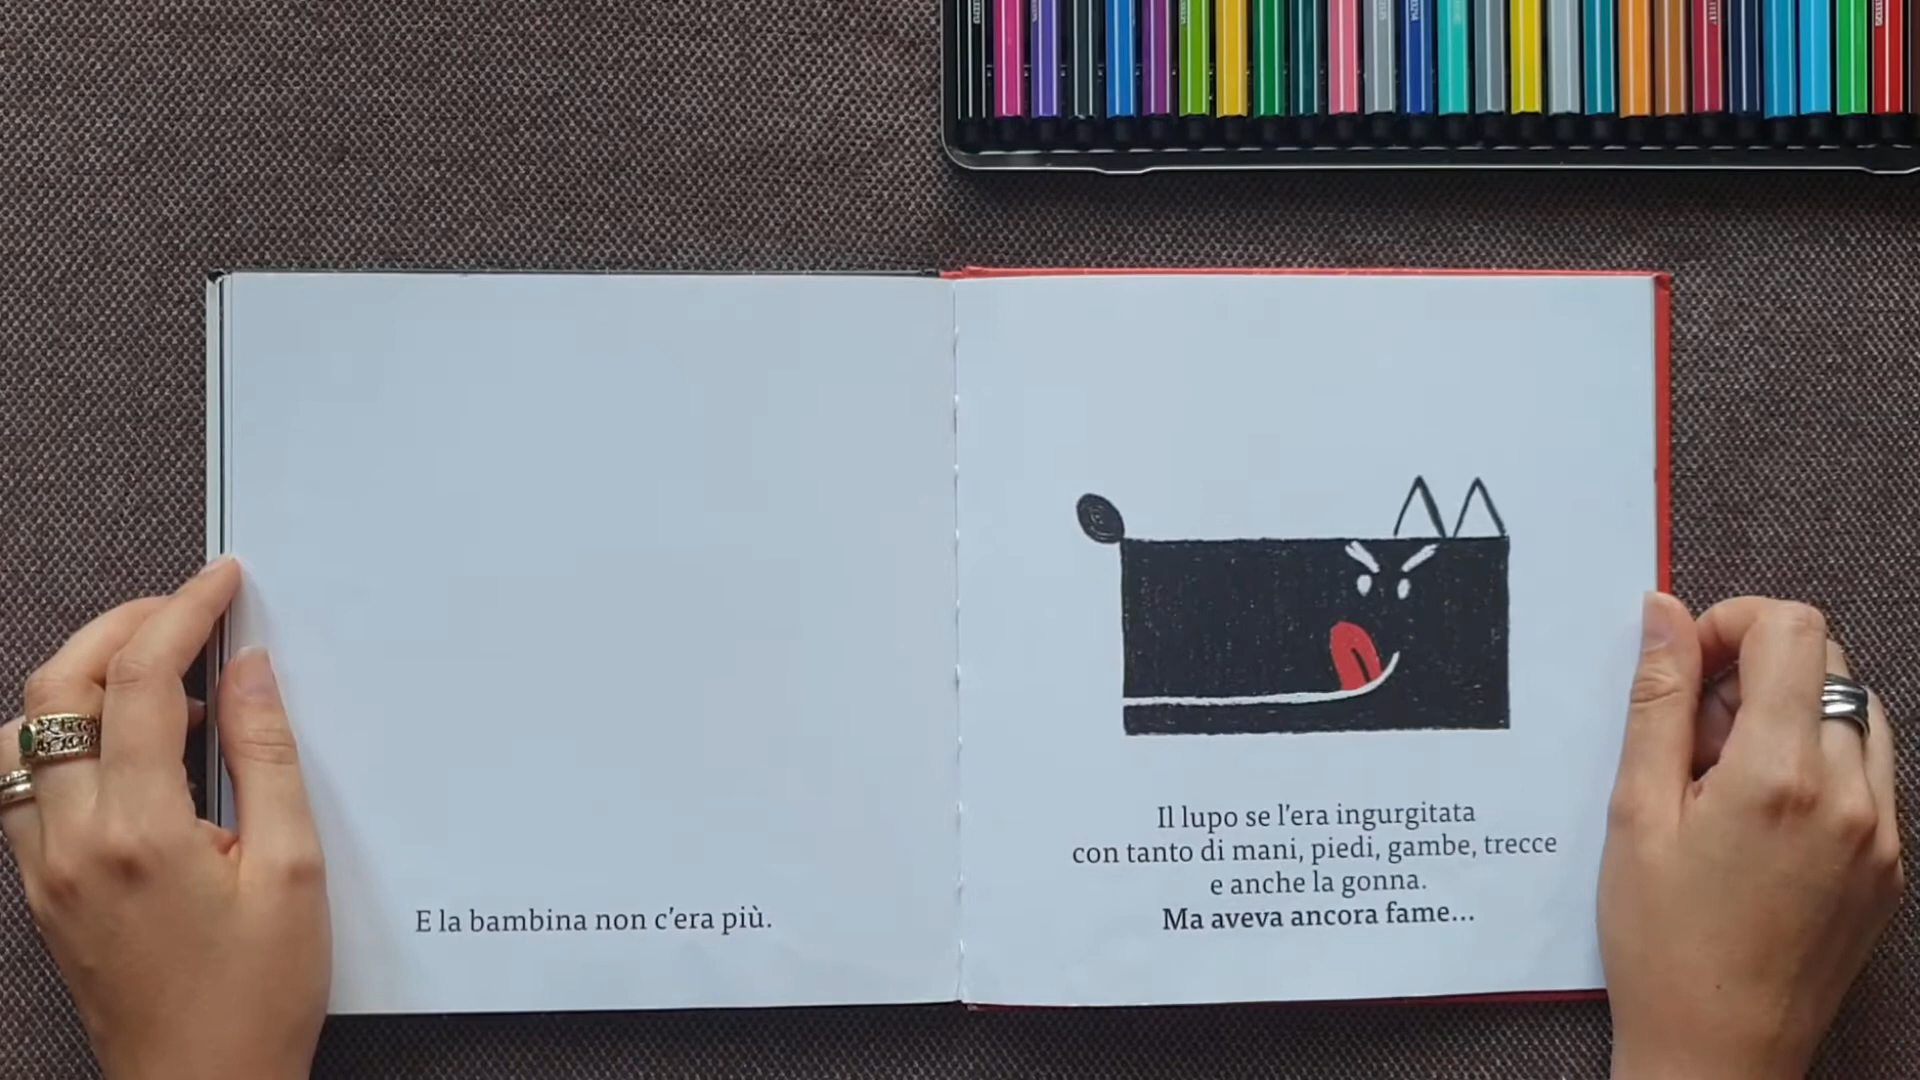 E la bambina non c'era più.
Il lupo se l'era ingurgitata
con tanto di mani, piedi, gambe, trecce
e anche la gonna.
Ma aveva ancora fame...